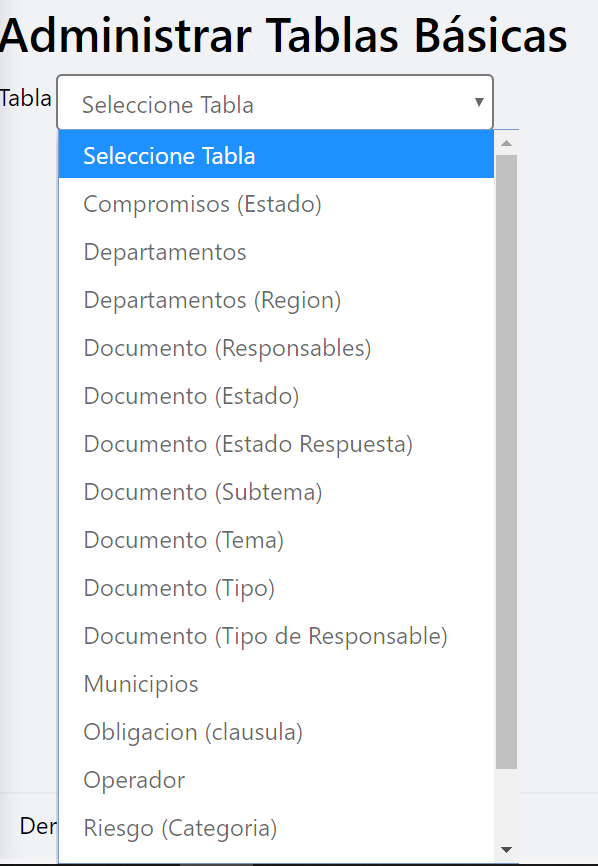 Administrar Tablas Básicas
Tabla Seleccione Tabla
Seleccione Tabla
Compromisos (Estado)
Departamentos
Departamentos (Region)
Documento (Responsables)
Documento (Estado)
Documento (Estado Respuesta)
Documento (Subtema)
Documento (Tema)
Documento (Tipo)
Documento (Tipo de Responsable)
Municipios
Obligacion (clausula)
Operador
Der
Riesgo (Categoria)